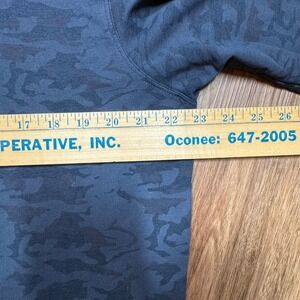 17 18 19 20 21 22 23 24 25 26
PERATIVE, INC. Oconee: 647-2005